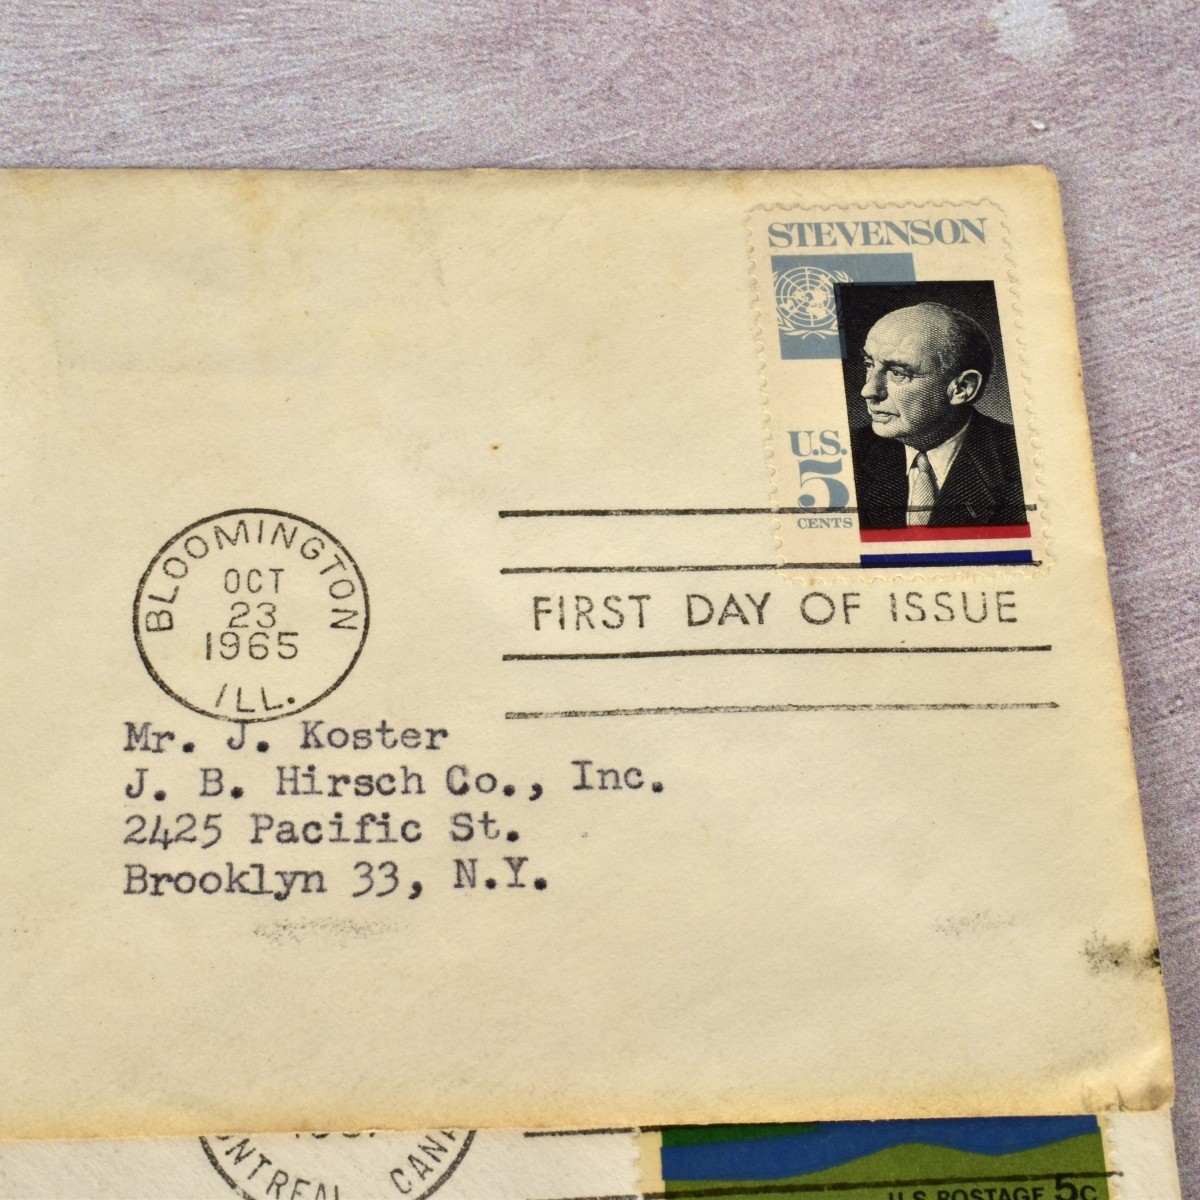 STEVENSON
U.S.
5
CENTS
BLOOMINGTON
OCT
23
1965
ILL.
FIRST DAY OF ISSUE
Mr. J. Koster
J. B. Hirsch Co., Inc.
2425 Pacific St.
Brooklyn 33, N.Y.
U.S. POSTAGE 5c